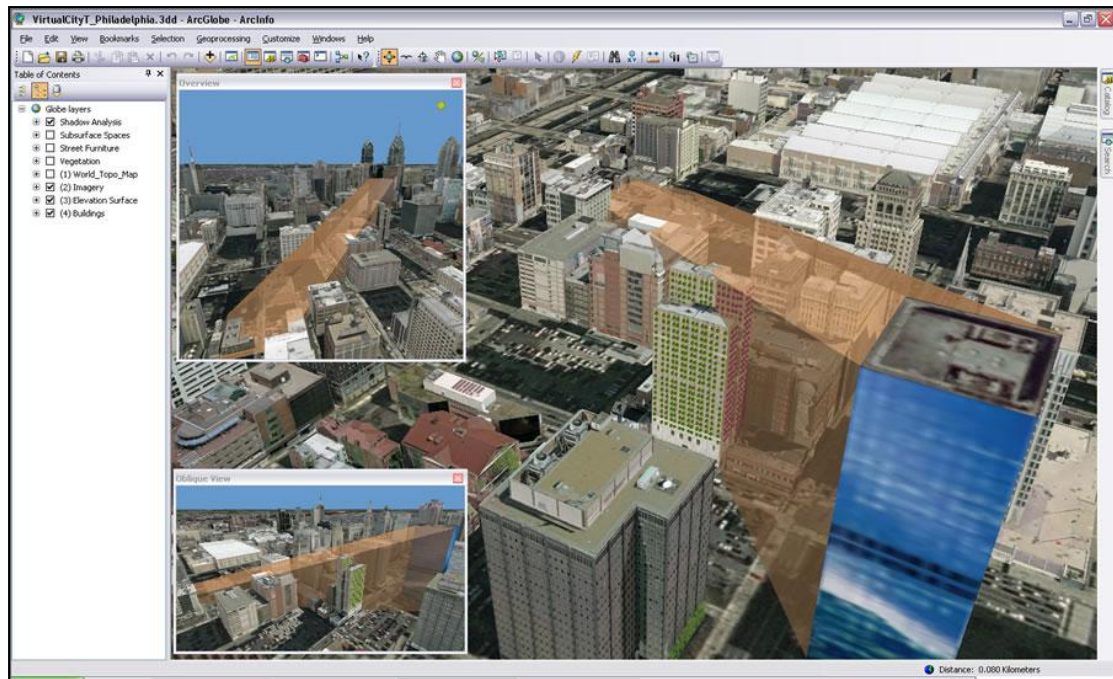 VirtualCityT_Philadelphia.3dd - ArcGlobe - ArcInfo
File Edit View Bookmarks Selection Geoprocessing Customize Windows Help
Table of Contents
Globe layers
Shadow Analysis
Subsurface Spaces
Street Furniture
Vegetation
(1) World_Topo_Map
(2) Imagery
(3) Elevation Surface
(4) Buildings
Overview
Oblique View
Catalog
Search
Distance: 0.080 Kilometers